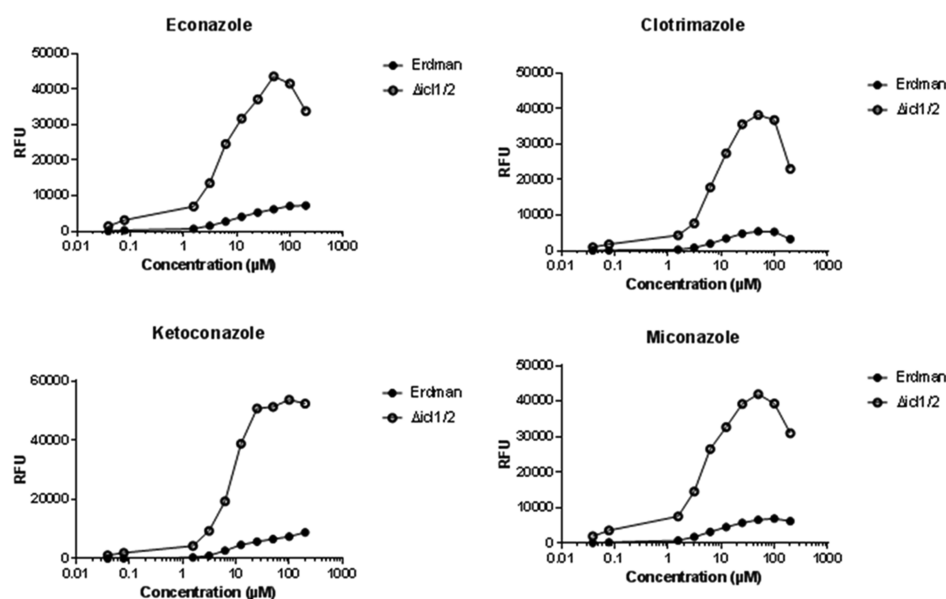 Econazole
50000
40000
30000
20000
10000
0
RFU
0.01 0.1 1 10 100 1000
Concentration (µM)
Erdman
Δicl1/2
Clotrimazole
50000
40000
30000
20000
10000
0
RFU
0.01 0.1 1 10 100 1000
Concentration (µM)
Erdman
Δicl1/2
Ketoconazole
60000
40000
20000
0
RFU
0.01 0.1 1 10 100 1000
Concentration (µM)
Erdman
Δicl1/2
Miconazole
50000
40000
30000
20000
10000
0
RFU
0.01 0.1 1 10 100 1000
Concentration (µM)
Erdman
Δicl1/2